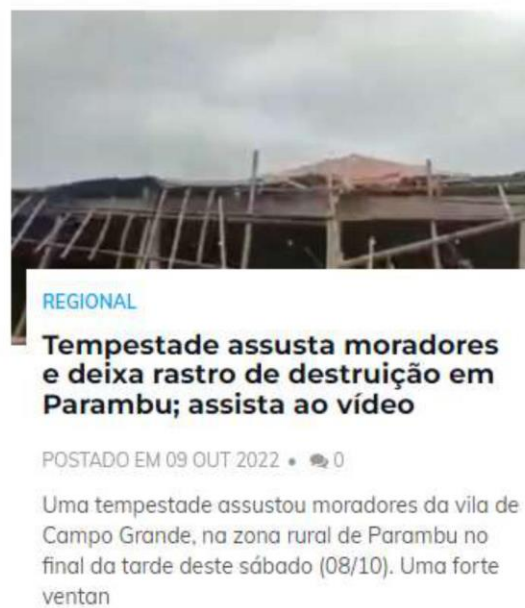 REGIONAL
Tempestade assusta moradores
e deixa rastro de destruição em
Parambu; assista ao vídeo
POSTADO EM 09 OUT 2022 • 0
Uma tempestade assustou moradores da vila de
Campo Grande, na zona rural de Parambu no
final da tarde deste sábado (08/10). Uma forte
ventan